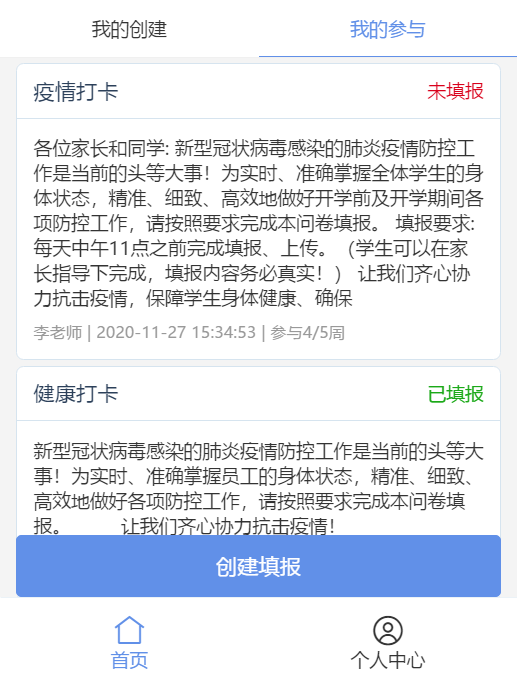 我的创建
我的参与
疫情打卡
未填报
各位家长和同学: 新型冠状病毒感染的肺炎疫情防控工
作是当前的头等大事！为实时、准确掌握全体学生的身
体状态，精准、细致、高效地做好开学前及开学期间各
项防控工作，请按照要求完成本问卷填报。 填报要求:
每天中午11点之前完成填报、上传。（学生可以在家
长指导下完成，填报内容务必真实！） 让我们齐心协
力抗击疫情，保障学生身体健康、确保
李老师 | 2020-11-27 15:34:53 | 参与4/5周
健康打卡
已填报
新型冠状病毒感染的肺炎疫情防控工作是当前的头等大
事！为实时、准确掌握员工的身体状态，精准、细致、
高效地做好各项防控工作，请按照要求完成本问卷填
报。 让我们齐心协力抗击疫情！
创建填报
首页
个人中心